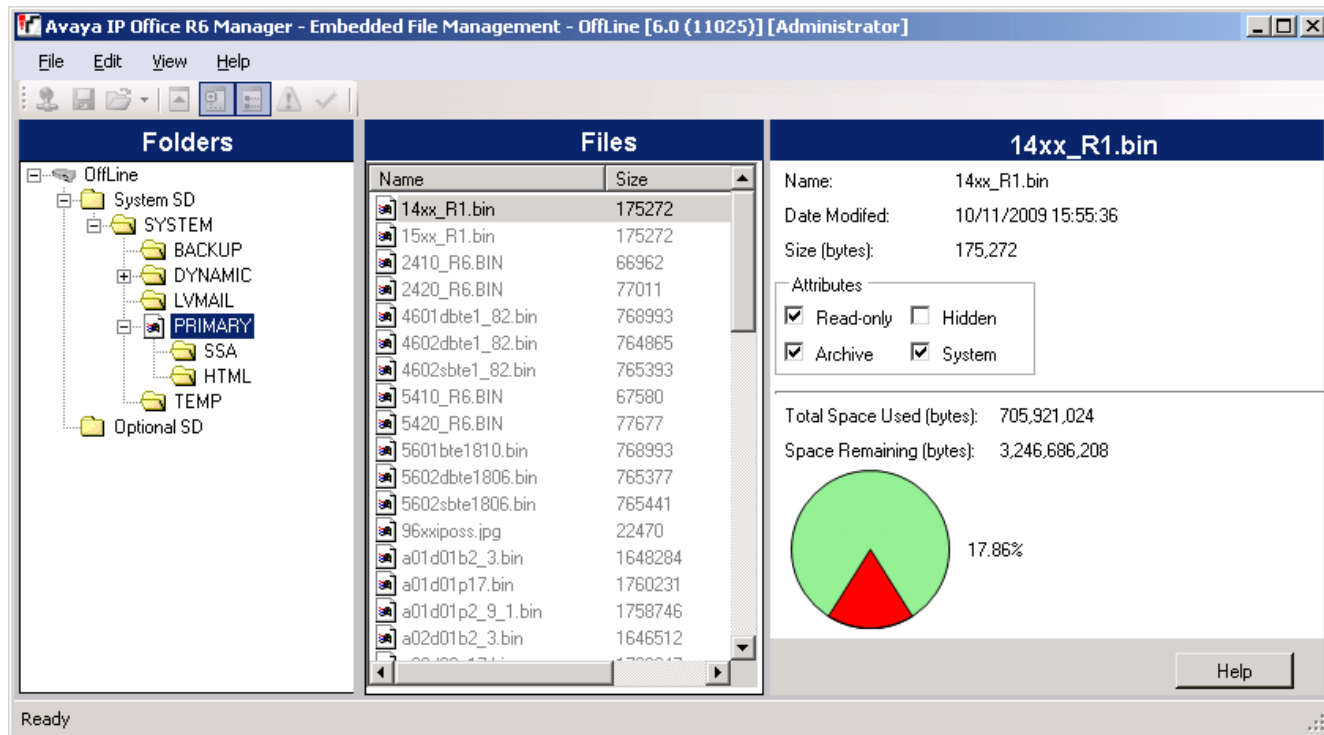 Avaya IP Office R6 Manager - Embedded File Management - OffLine [6.0 (11025)] [Administrator]
File Edit View Help
Folders
OffLine
System SD
SYSTEM
BACKUP
DYNAMIC
LVMAIL
PRIMARY
SSA
HTML
TEMP
Optional SD
Files
Name Size
14xx_R1.bin 175272
15xx_R1.bin 175272
2410_R6.BIN 66962
2420_R6.BIN 77011
4601dbte1_82.bin 768993
4602dbte1_82.bin 764865
4602sbte1_82.bin 765393
5410_R6.BIN 67580
5420_R6.BIN 77677
5601bte1810.bin 768993
5602dbte1806.bin 765377
5602sbte1806.bin 765441
96xxiposs.jpg 22470
a01d01b2_3.bin 1648284
a01d01p17.bin 1760231
a01d01p2_9_1.bin 1758746
a02d01b2_3.bin 1646512
14xx_R1.bin
Name: 14xx_R1.bin
Date Modifed: 10/11/2009 15:55:36
Size (bytes): 175,272
Attributes
Read-only Hidden
Archive System
Total Space Used (bytes): 705,921,024
Space Remaining (bytes): 3,246,686,208
17.86%
Help
Ready